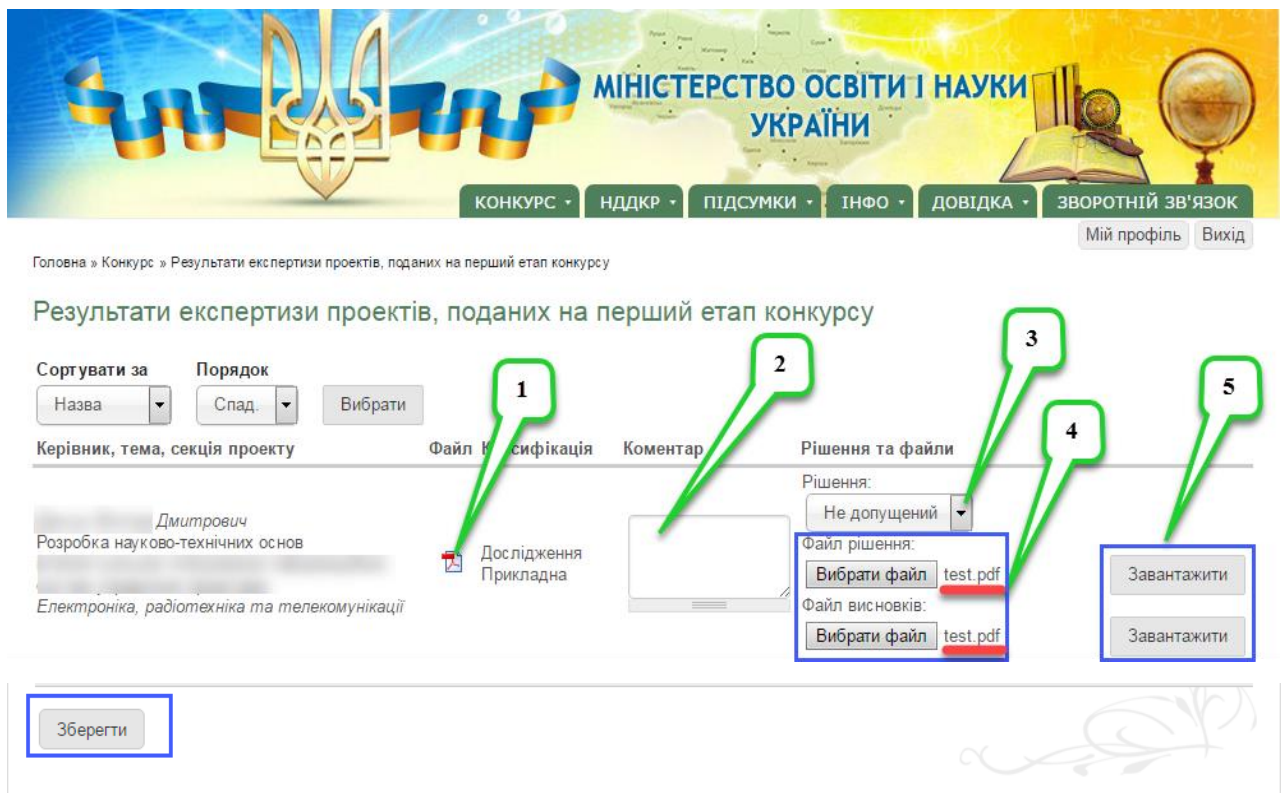 МІНІСТЕРСТВО ОСВІТИ І НАУКИ
УКРАЇНИ
КОНКУРС НДДКР ПІДСУМКИ ІНФО ДОВІДКА ЗВОРОТНІЙ ЗВ'ЯЗОК
Мій профіль Вихід
Головна » Конкурс » Результати експертизи проектів, поданих на перший етап конкурсу
Результати експертизи проектів, поданих на перший етап конкурсу
1
2
3
4
5
Сортувати за Порядок
Назва Спад. Вибрати
Керівник, тема, секція проекту Файл Коментар Рішення та файли
Рішення:
Не допущений
Дмитрович
Розробка науково-технічних основ
Електроніка, радіотехніка та телекомунікації
Дослідження
Прикладна
Файл рішення:
Вибрати файл test.pdf Завантажити
Файл висновків:
Вибрати файл test.pdf Завантажити
Зберегти